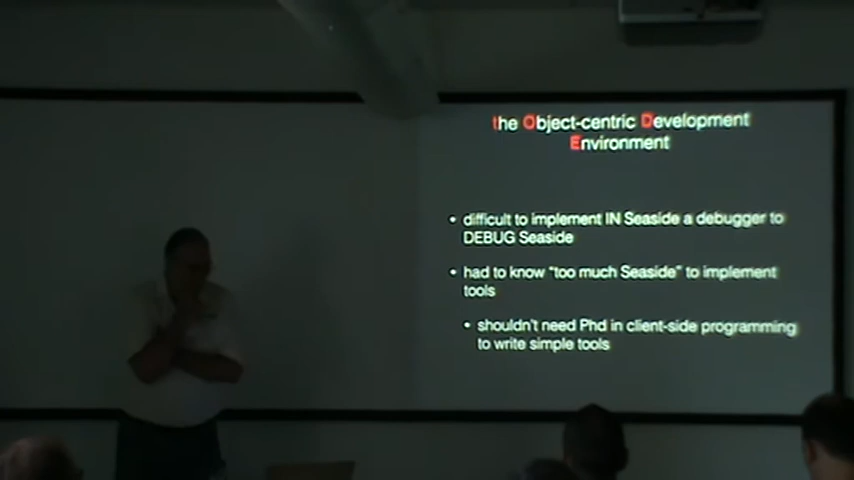 the Object-centric Development
Environment
• difficult to implement IN Seaside a debugger to
DEBUG Seaside
• had to know "too much Seaside" to implement
tools
• shouldn't need Phd in client-side programming
to write simple tools